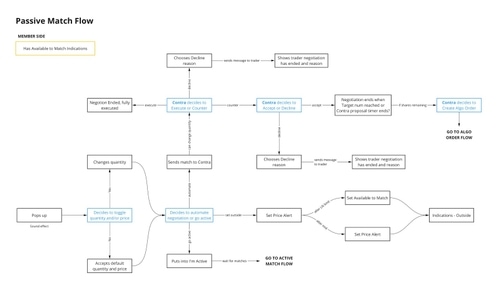 Passive Match Flow
MEMBER SIDE
Has Available to Match Indications
Chooses Decline
reason
sends message to trader
Shows trader negotiation
has ended and reason
decline
Negotiation Ended, fully
executed
execute
Contra decides to
Execute or Counter
counter
Contra decides to
Accept or Decline
accept
Negotiation ends when
Target num reached or
Contra proposal timer ends?
if shares remaining
Contra decides to
Create Algo Order
GO TO ALGO
ORDER FLOW
decline
Changes quantity
Sends match to Contra
Chooses Decline
reason
sends message
to trader
Shows trader negotiation
has ended and reason
Pops up
(sound effect)
Decides to toggle
quantity and/or price
Decides to automate
negotiation or go active
Set Price Alert
Set Available to Match
Set Price Alert
Indications - Outside
Accepts default
quantity and price
go active
Puts into I'm Active
wait for matches
GO TO ACTIVE
MATCH FLOW